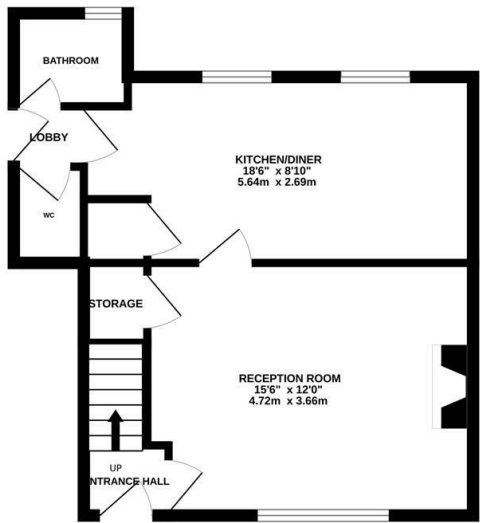 BATHROOM
LOBBY
KITCHEN/DINER
18'6" x 8'10"
5.64m x 2.69m
WC
STORAGE
RECEPTION ROOM
15'6" x 12'0"
4.72m x 3.66m
UP
NTRANCE HALL